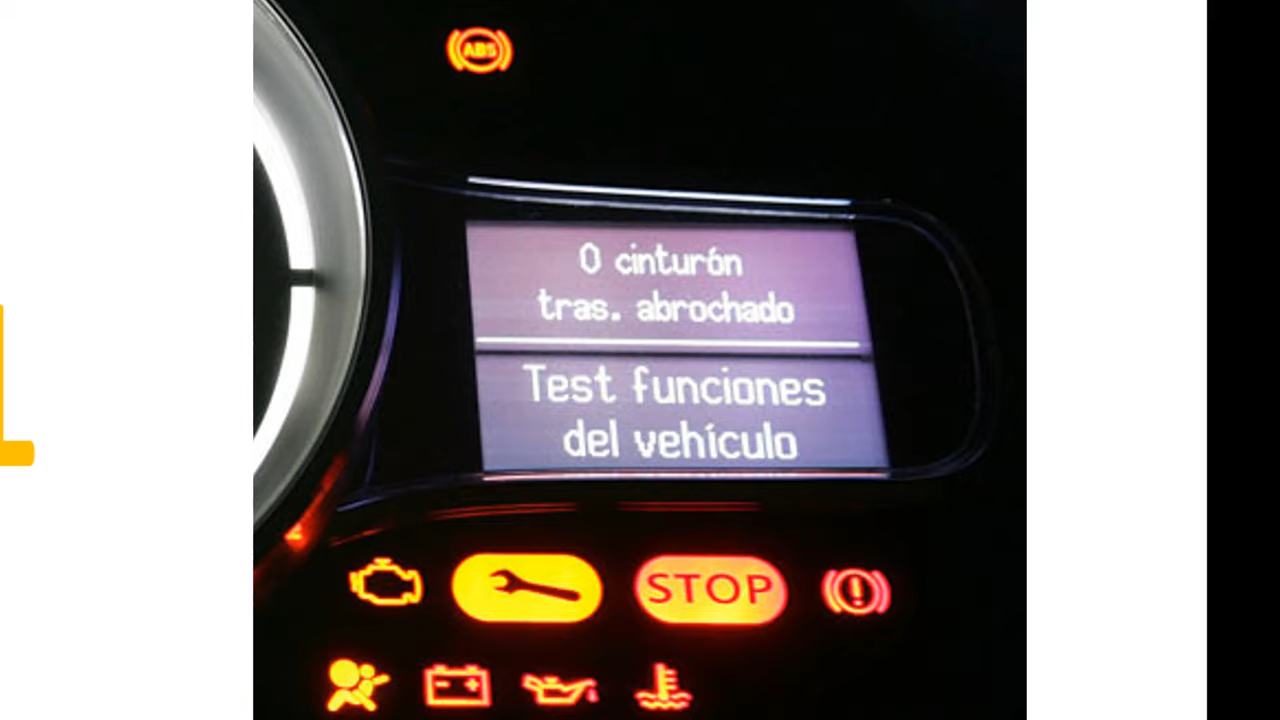 ABS
0 cinturón
tras. abrochado
Test funciones
del vehículo
STOP